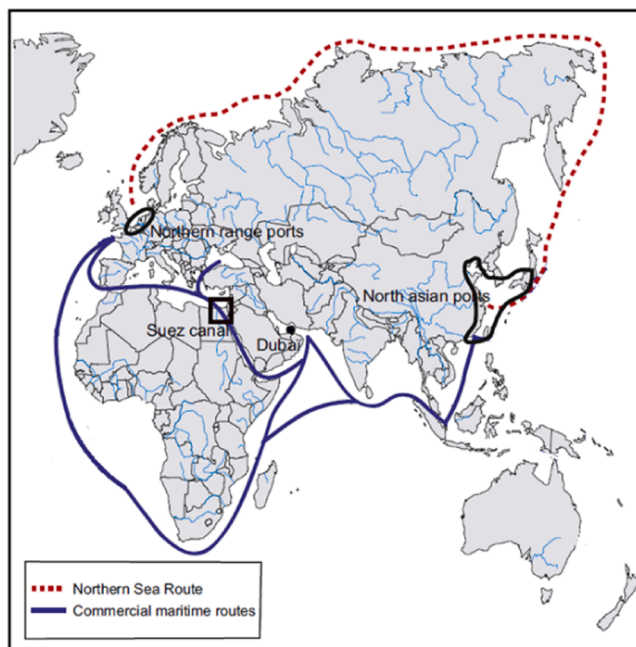 Northern range ports
North asian ports
Suez canal
Dubai
Northern Sea Route
Commercial maritime routes